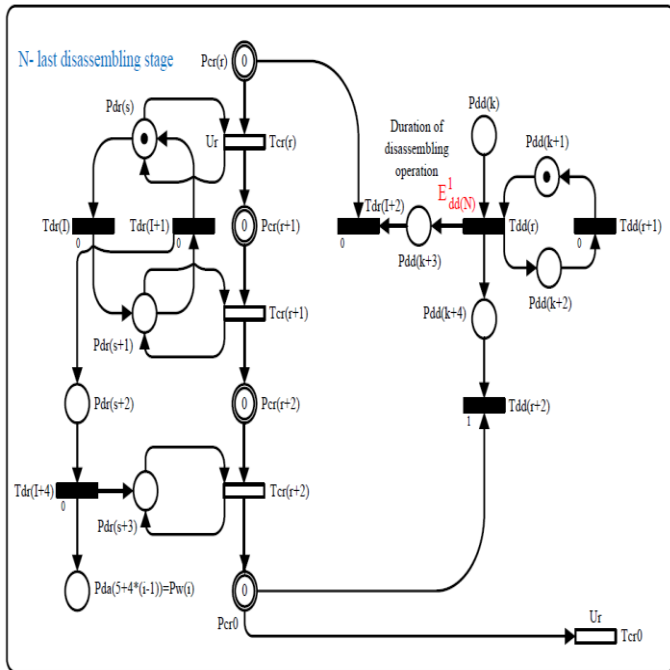 N- last disassembling stage
Pcr(r)
0
Pdr(s)
Ur
Tcr(r)
Pdd(k)
Duration of
disassembling
operation
Pdd(k+1)
E¹dd(N)
Tdr(I)
0
Tdr(I+1)
0
0
Pcr(r+1)
Tdr(I+2)
0
Pdd(k+3)
Tdd(r)
Tdd(r+1)
0
Pdd(k+2)
Pdr(s+1)
Tcr(r+1)
Pdd(k+4)
Pdr(s+2)
0
Pcr(r+2)
Tdd(r+2)
1
Tdr(I+4)
0
Pdr(s+3)
Tcr(r+2)
Pda(5+4*(i-1))=Pw(i)
0
Pcr0
Ur
Tcr0